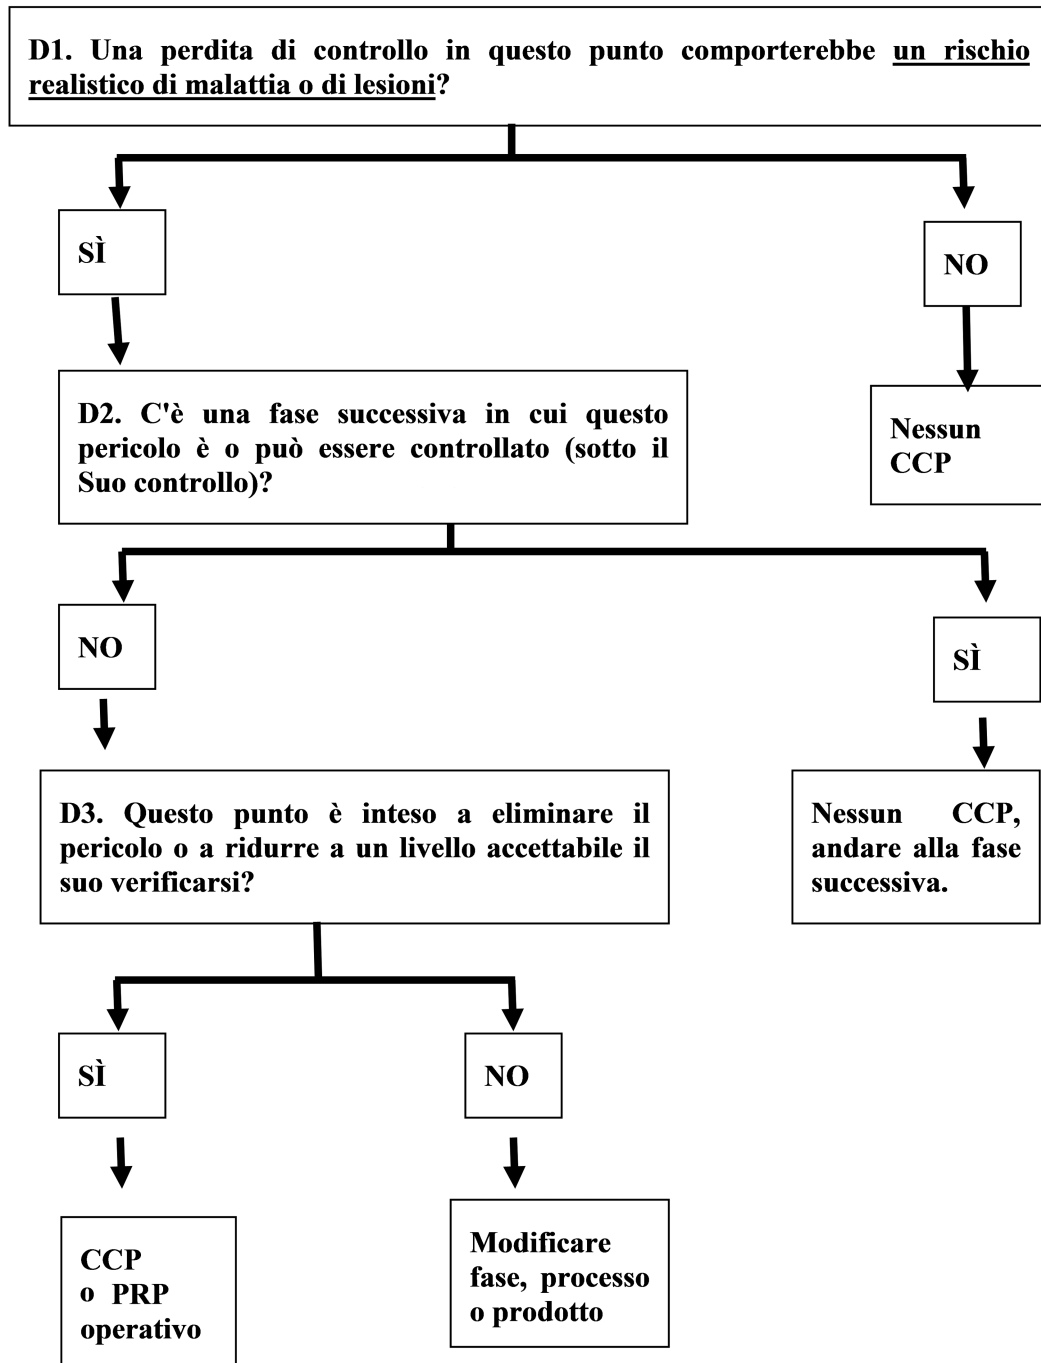 D1. Una perdita di controllo in questo punto comporterebbe un rischio
realistico di malattia o di lesioni?
SÌ
NO
D2. C'è una fase successiva in cui questo
pericolo è o può essere controllato (sotto il
Suo controllo)?
Nessun
CCP
NO
SÌ
D3. Questo punto è inteso a eliminare il
pericolo o a ridurre a un livello accettabile il
suo verificarsi?
Nessun CCP,
andare alla fase
successiva.
SÌ
NO
CCP
o PRP
operativo
Modificare
fase, processo
o prodotto